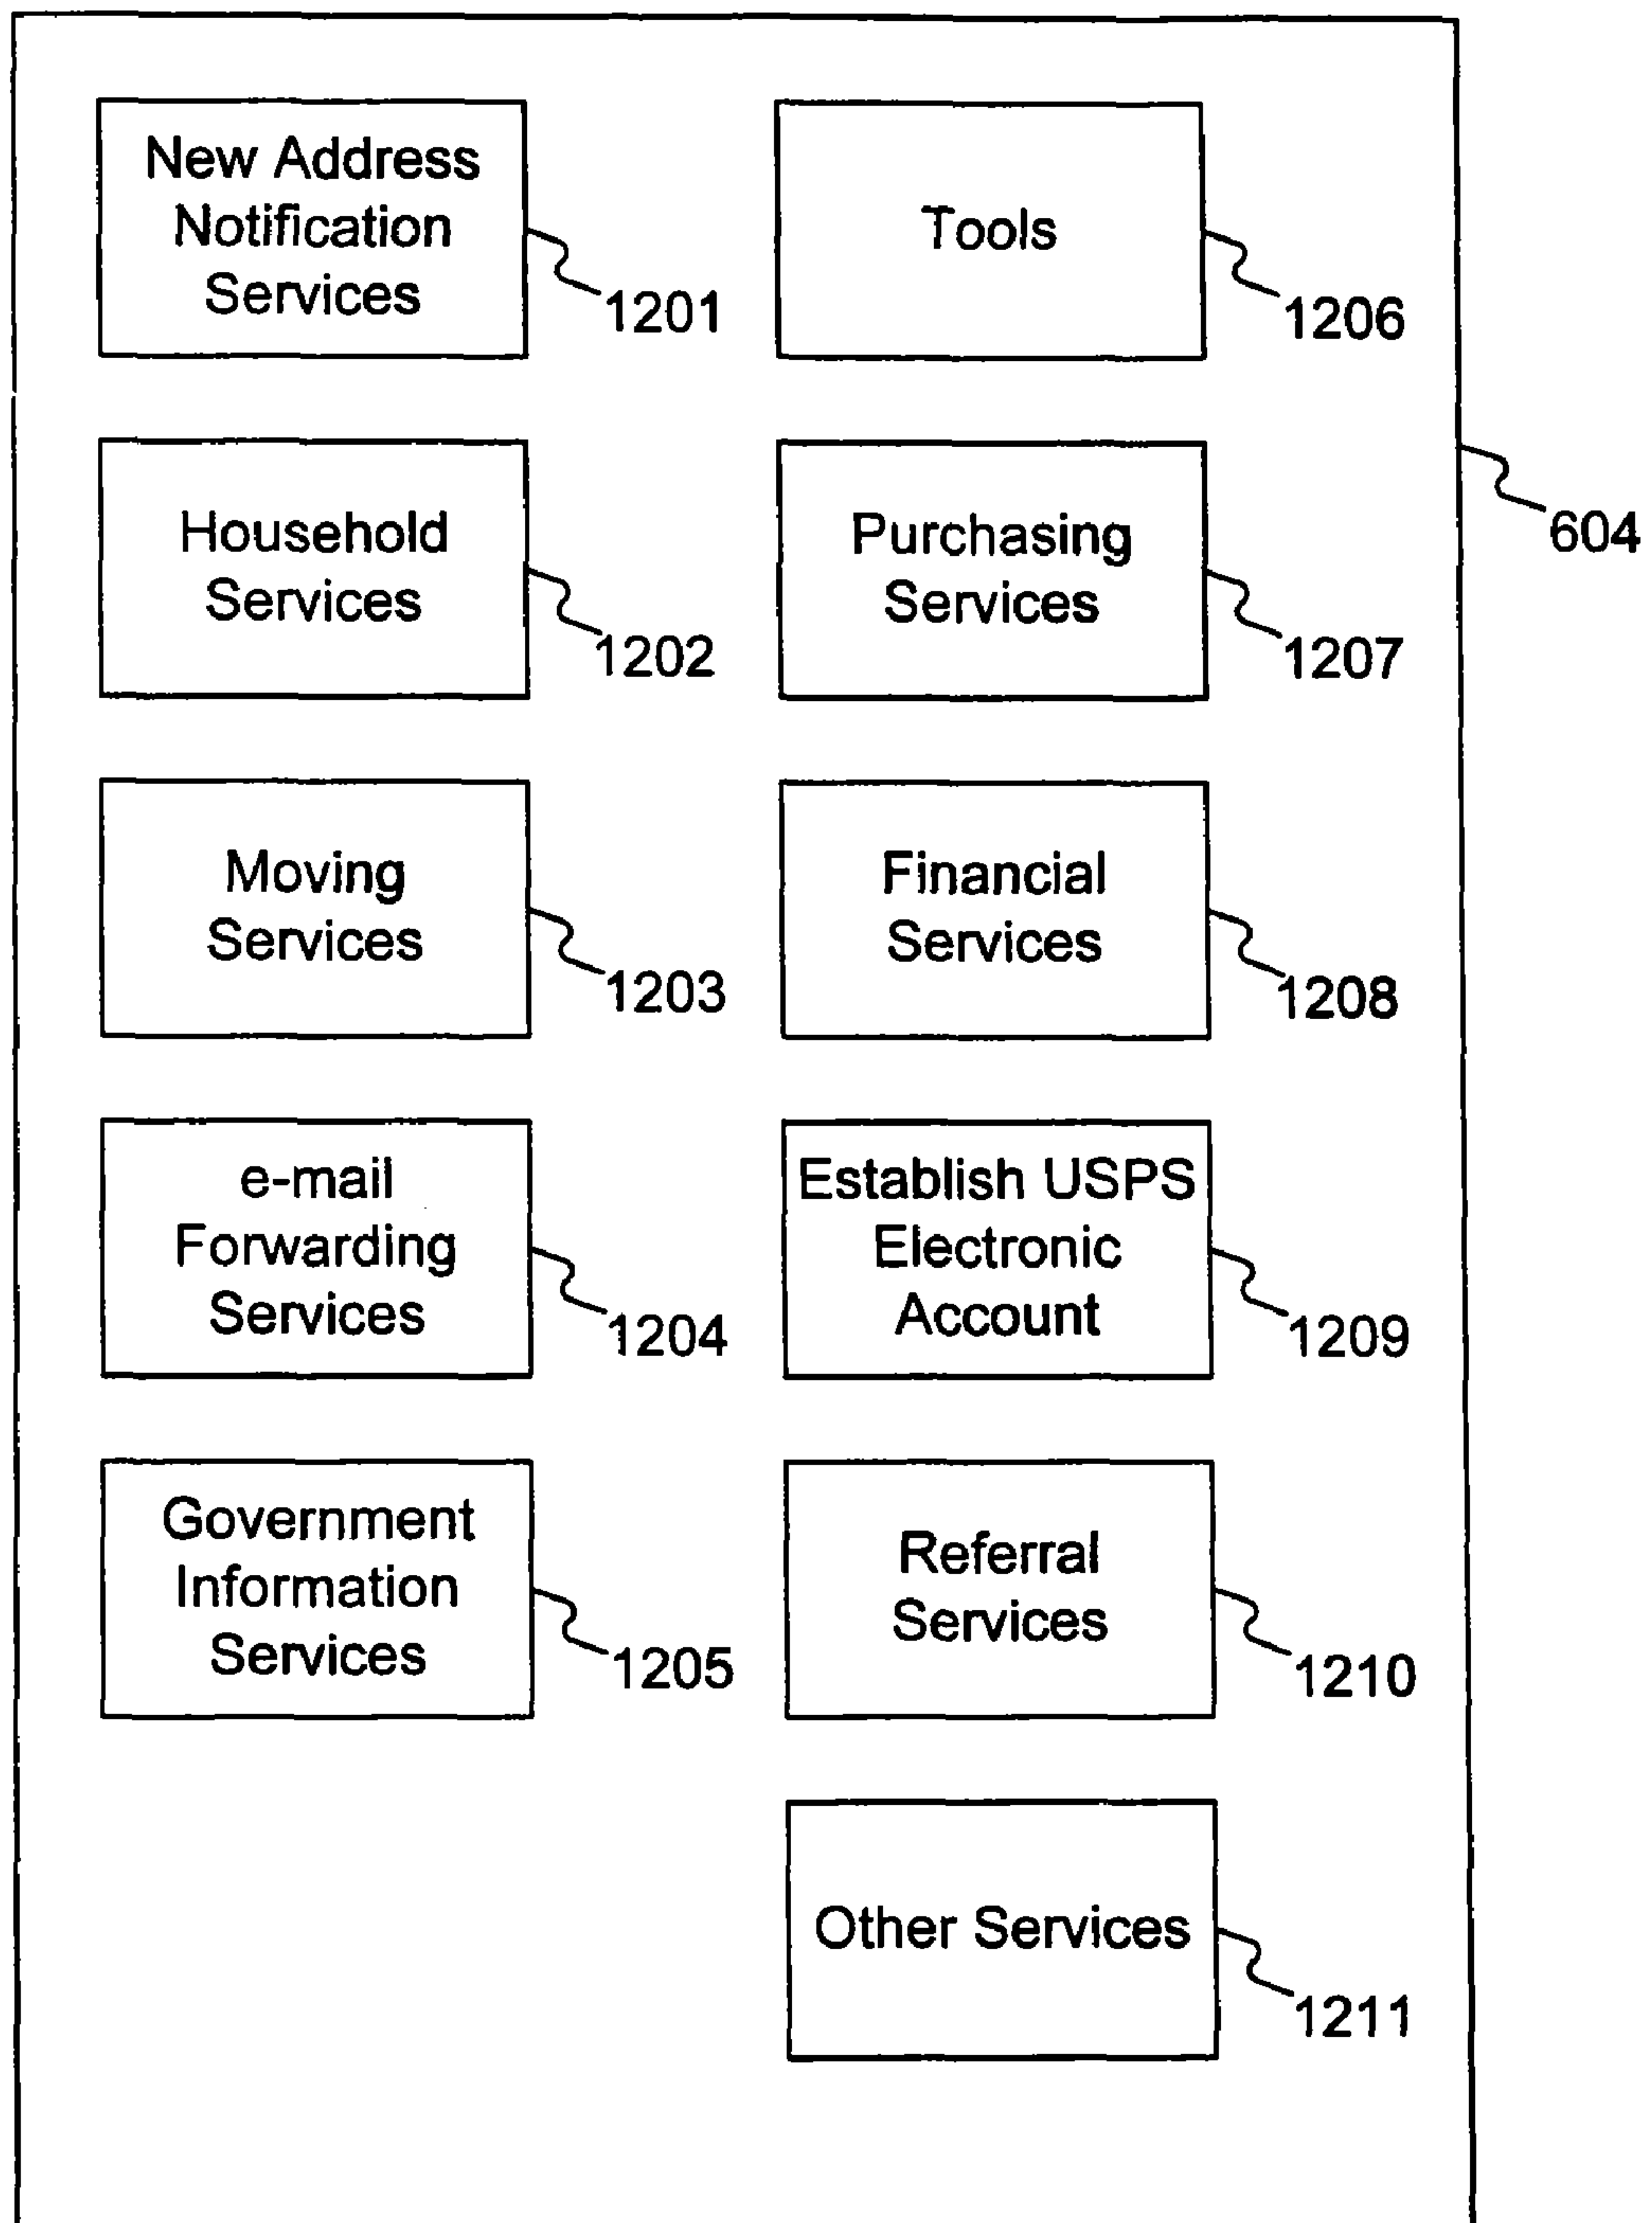 New Address
Notification
Services
1201
Household
Services
1202
Moving
Services
1203
e-mail
Forwarding
Services
1204
Government
Information
Services
1205
Tools
1206
Purchasing
Services
1207
Financial
Services
1208
Establish USPS
Electronic
Account
1209
Referral
Services
1210
Other Services
1211
604